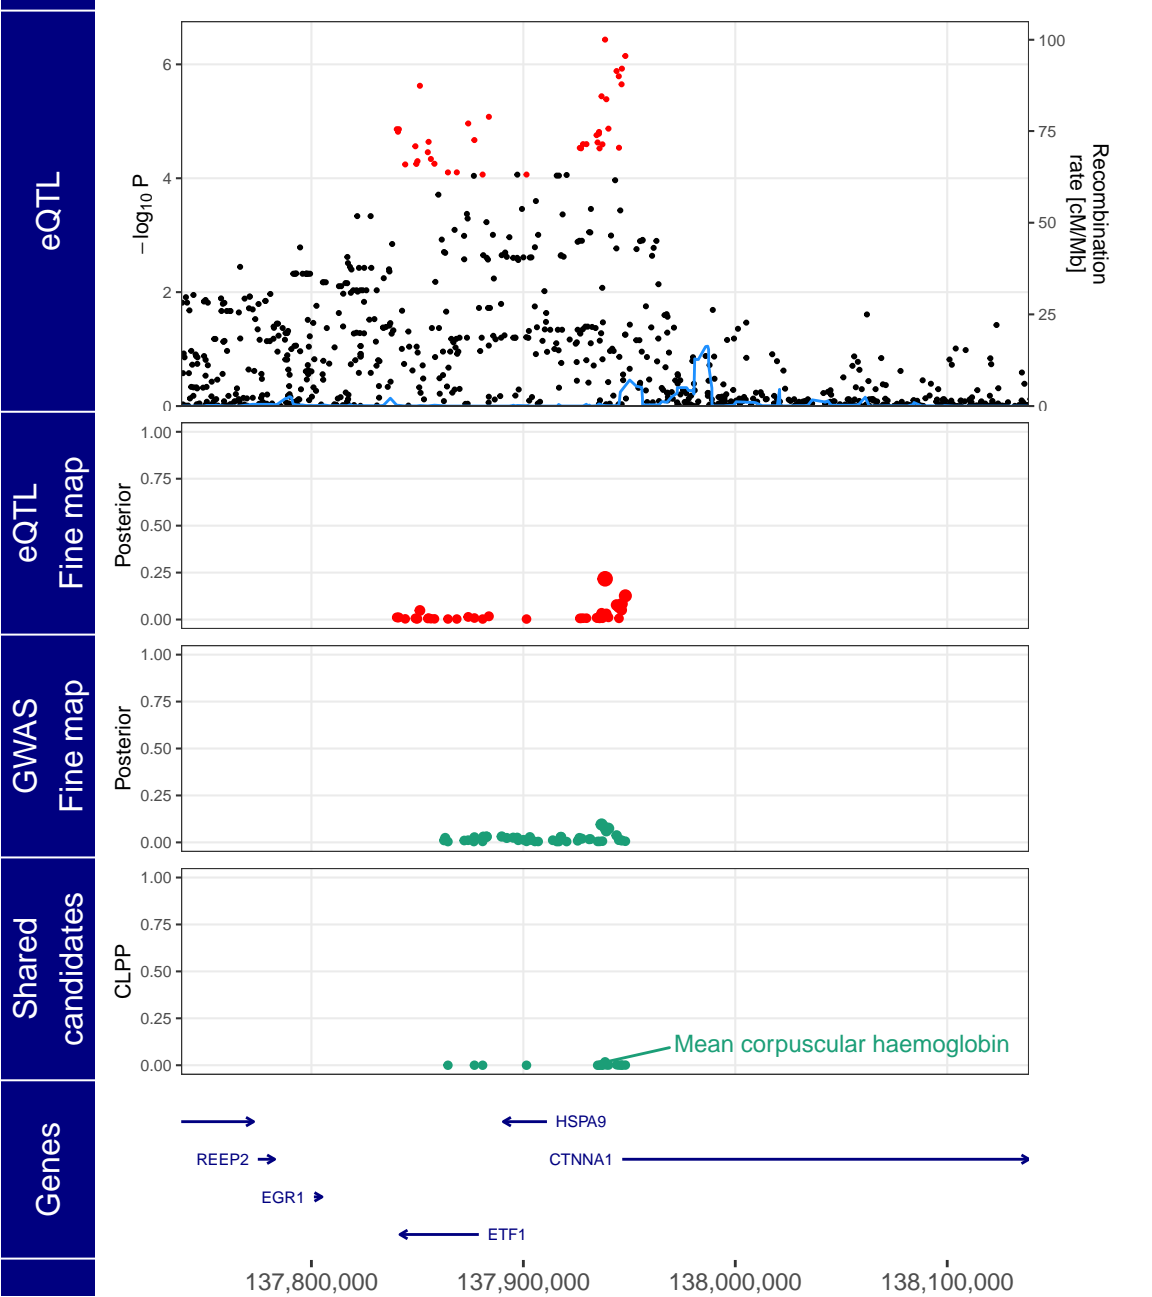 eQTL
−log10 P
6
4
2
0
100
75
50
25
0
Recombination
rate [cM/Mb]
eQTL
Fine map
Posterior
1.00
0.75
0.50
0.25
0.00
GWAS
Fine map
Posterior
1.00
0.75
0.50
0.25
0.00
Shared
candidates
CLPP
1.00
0.75
0.50
0.25
0.00
Mean corpuscular haemoglobin
Genes
HSPA9
REEP2
CTNNA1
EGR1
ETF1
137,800,000
137,900,000
138,000,000
138,100,000